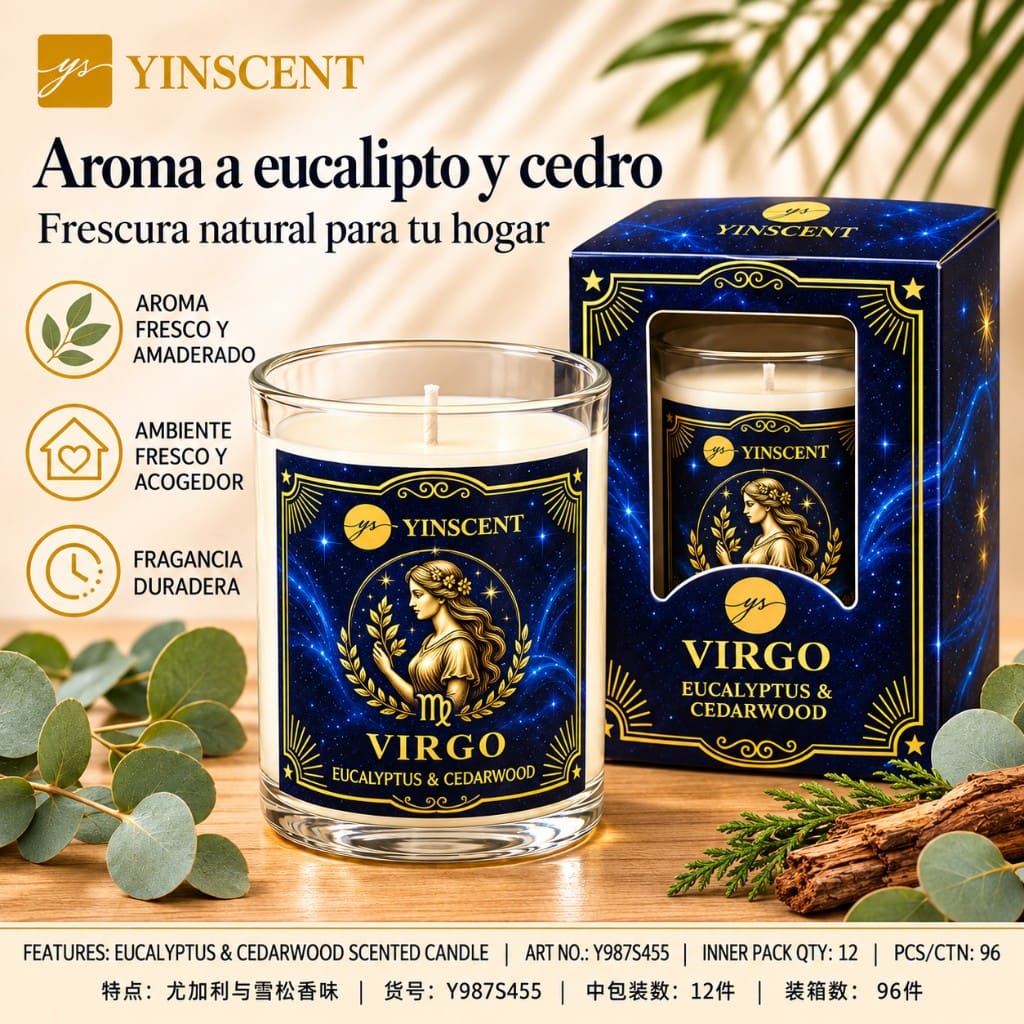 ys YINSCENT
Aroma a eucalipto y cedro
Frescura natural para tu hogar
AROMA
FRESCO Y
AMADERADO
AMBIENTE
FRESCO Y
ACOGEDOR
FRAGANCIA
DURADERA
ys YINSCENT
VIRGO
EUCALYPTUS & CEDARWOOD
ys
YINSCENT
ys YINSCENT
ys
VIRGO
EUCALYPTUS &
CEDARWOOD
FEATURES: EUCALYPTUS & CEDARWOOD SCENTED CANDLE | ART NO.: Y987S455 | INNER PACK QTY: 12 | PCS/CTN: 96
特点：尤加利与雪松香味 | 货号：Y987S455 | 中包装数：12件 | 装箱数： 96件